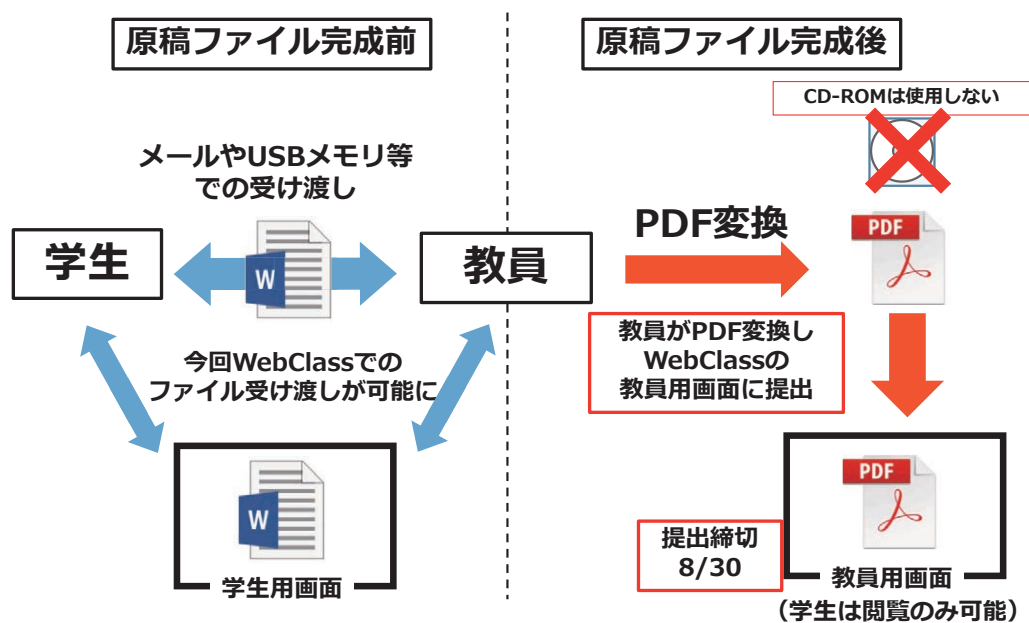 原稿ファイル完成前
原稿ファイル完成後
CD-ROMは使用しない
メールやUSBメモリ等
での受け渡し
学生
W
教員
PDF変換
PDF
今回WebClassでの
ファイル受け渡しが可能に
教員がPDF変換し
WebClassの
教員用画面に提出
W
学生用画面
提出締切
8/30
PDF
教員用画面
（学生は閲覧のみ可能）